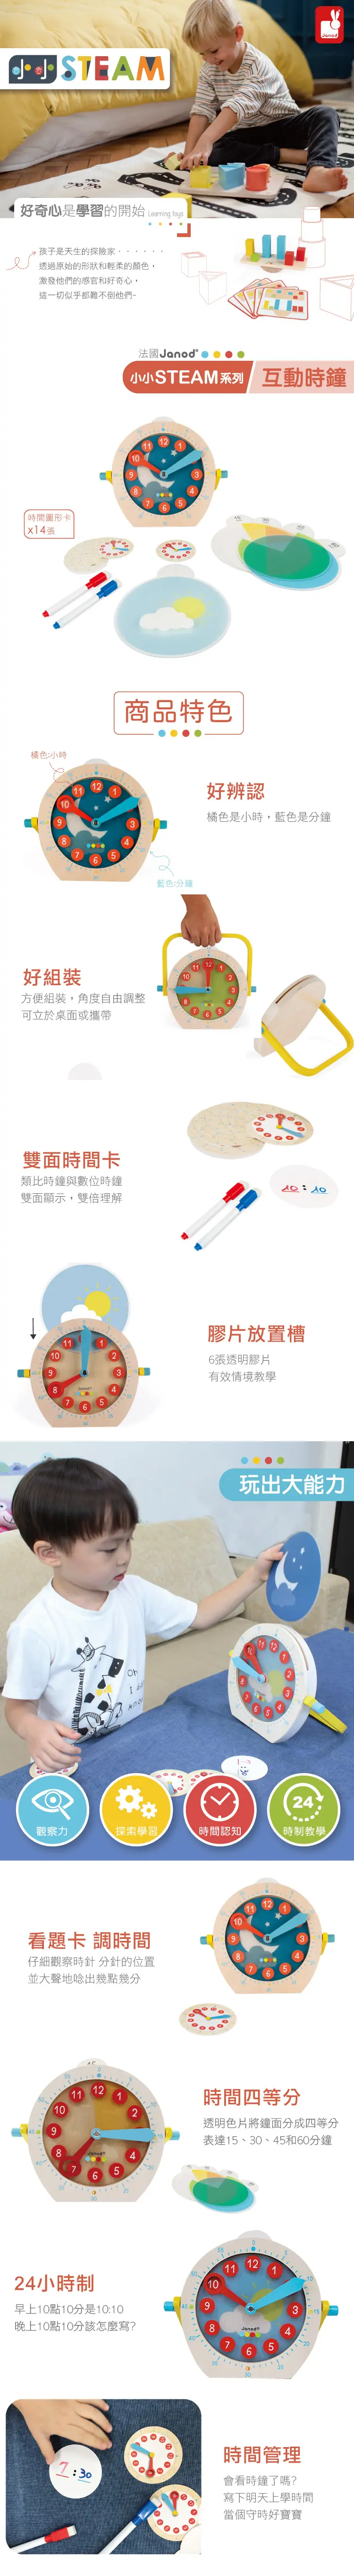 Janod
小小STEAM
好奇心是學習的開始 Learning toys
孩子是天生的探險家‧‧‧‧‧‧
透過原始的形狀和輕柔的顏色，
激發他們的感官和好奇心，
這一切似乎都難不倒他們~
法國Janod®
小小STEAM系列 互動時鐘
時間圖形卡
x14張
商品特色
橘色:小時
好辨認
橘色是小時，藍色是分鐘
藍色:分鐘
好組裝
方便組裝，角度自由調整
可立於桌面或攜帶
雙面時間卡
類比時鐘與數位時鐘
雙面顯示，雙倍理解
10 : 10
膠片放置槽
6張透明膠片
有效情境教學
玩出大能力
觀察力
探索學習
時間認知
24
時制教學
看題卡 調時間
仔細觀察時針 分針的位置
並大聲地唸出幾點幾分
時間四等分
透明色片將鐘面分成四等分
表達15、30、45和60分鐘
24小時制
早上10點10分是10:10
晚上10點10分該怎麼寫?
7 : 30
時間管理
會看時鐘了嗎?
寫下明天上學時間
當個守時好寶寶